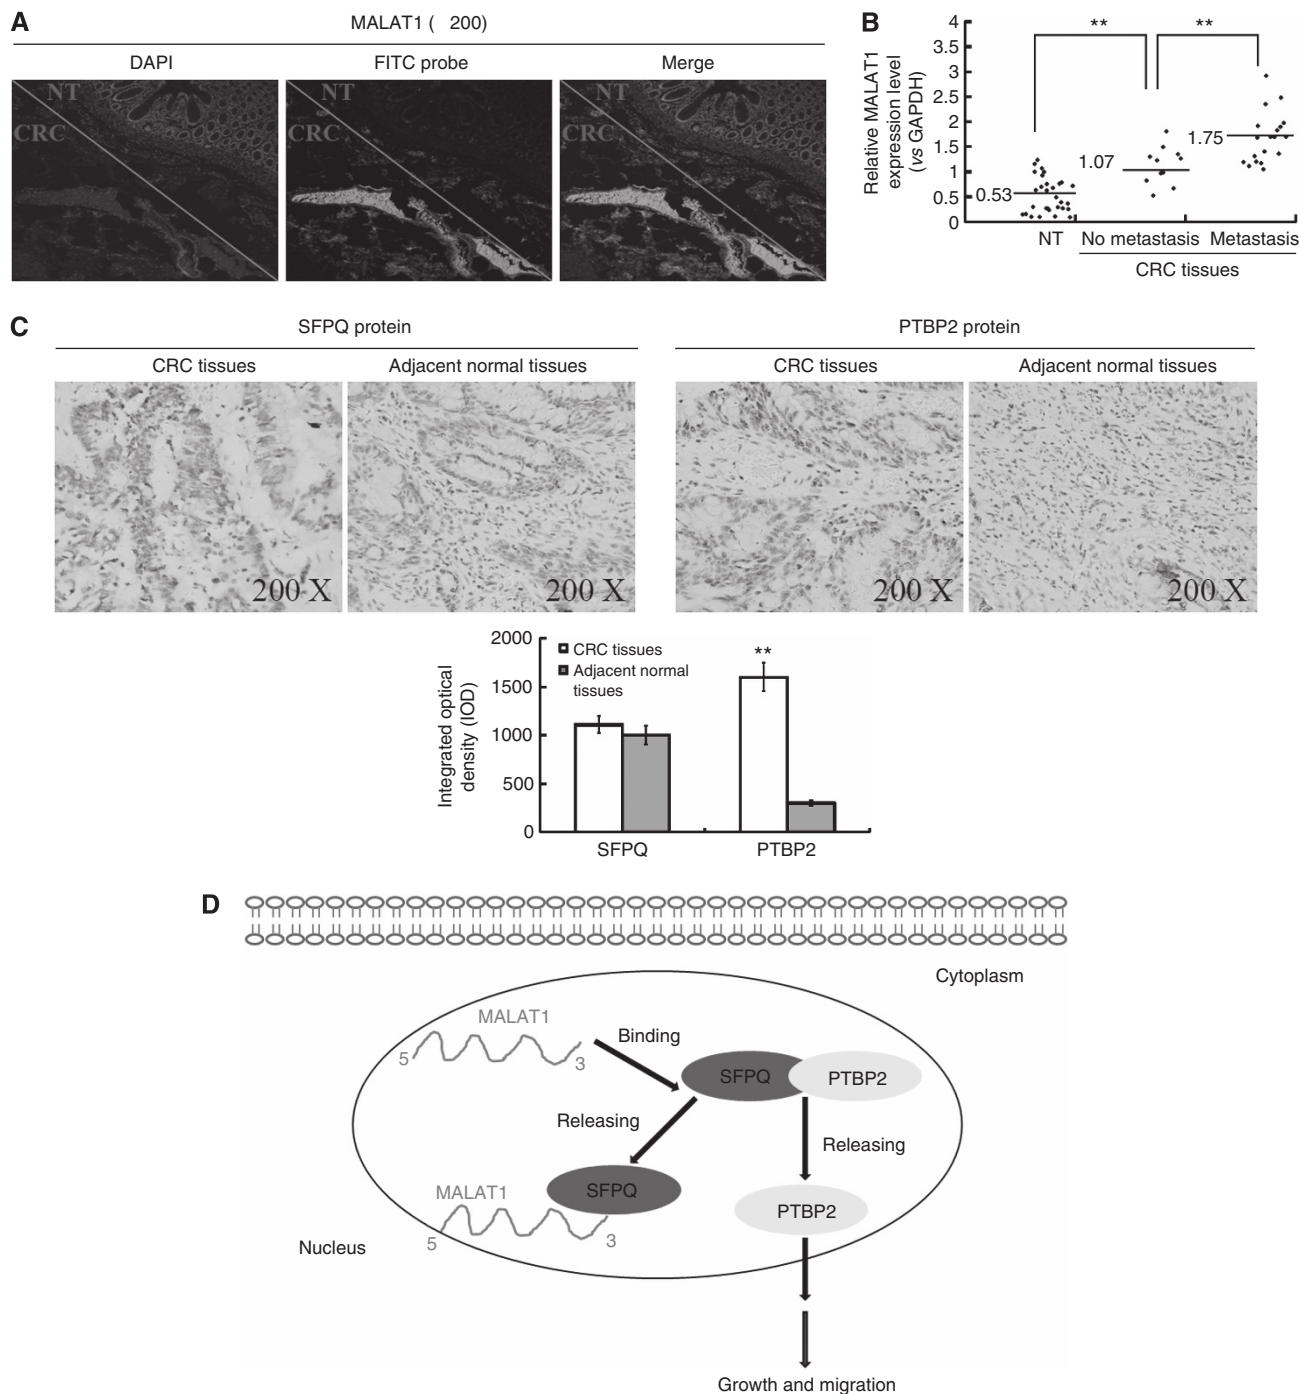 A
MALAT1 ( 200)
DAPI
FITC probe
Merge
NT
CRC
NT
CRC
NT
CRC
B
Relative MALAT1
expression level
(vs GAPDH)
4
3.5
3
2.5
2
1.5
1
0.5
0
**
**
0.53
1.07
1.75
NT
No metastasis
Metastasis
CRC tissues
C
SFPQ protein
PTBP2 protein
CRC tissues
Adjacent normal tissues
CRC tissues
Adjacent normal tissues
200 X
200 X
200 X
200 X
Integrated optical
density (IOD)
2000
1500
1000
500
0
CRC tissues
Adjacent normal
tissues
**
SFPQ
PTBP2
D
Cytoplasm
MALAT1
5
3
Binding
SFPQ
PTBP2
Releasing
Releasing
MALAT1
SFPQ
5
3
PTBP2
Nucleus
Growth and migration